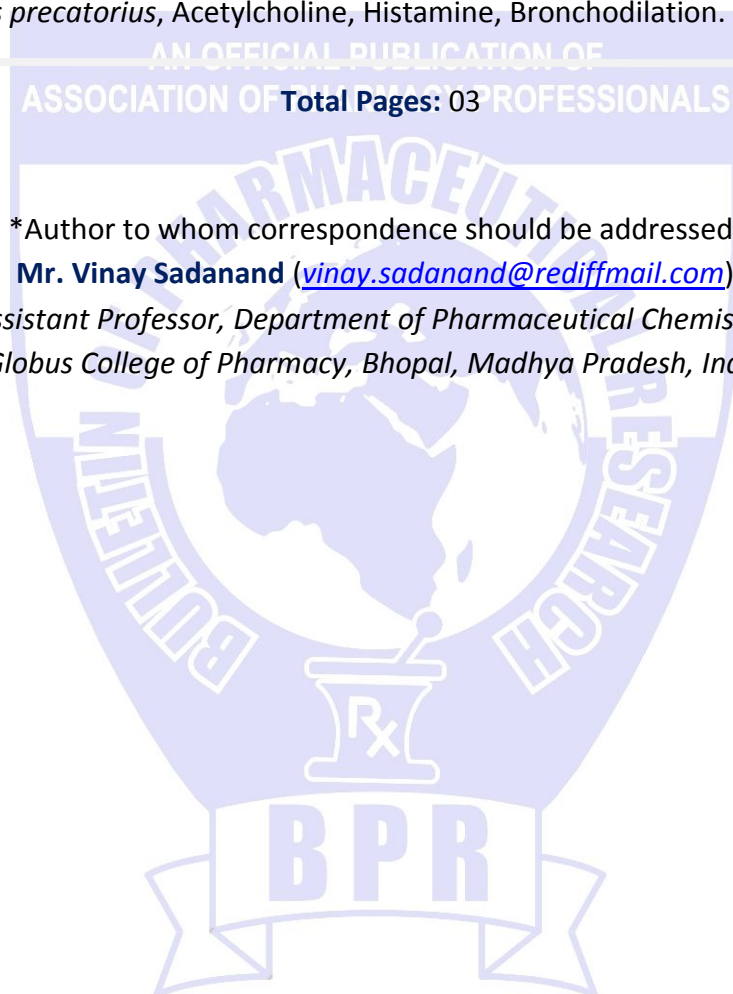 s precatorius, Acetylcholine, Histamine, Bronchodilation.
AN OFFICIAL PUBLICATION OF
ASSOCIATION OF PHARMACY PROFESSIONALS
Total Pages: 03
*Author to whom correspondence should be addressed
Mr. Vinay Sadanand (vinay.sadanand@rediffmail.com)
ssistant Professor, Department of Pharmaceutical Chemis
Globus College of Pharmacy, Bhopal, Madhya Pradesh, Ind
BULLETIN OF PHARMACEUTICAL RESEARCH
Rx
BPR